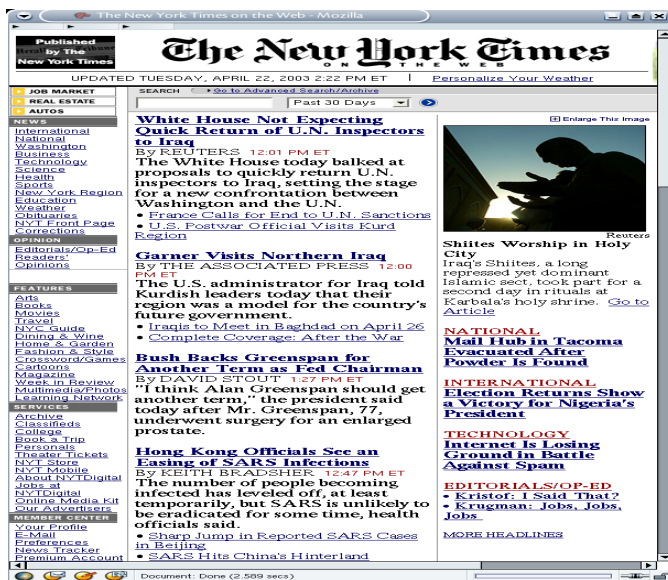 The New York Times on the Web - Mozilla
Published
by The
New York Times
The New York Times
ON THE WEB
UPDATED TUESDAY, APRIL 22, 2003 2:22 PM ET | Personalize Your Weather
JOB MARKET
REAL ESTATE
AUTOS
NEWS
International
National
Washington
Business
Technology
Science
Health
Sports
New York Region
Education
Weather
Obituaries
NYT Front Page
Corrections
OPINION
Editorials/Op-Ed
Readers'
Opinions
FEATURES
Arts
Books
Movies
Travel
NYC Guide
Dining & Wine
Home & Garden
Fashion & Style
Crossword/Games
Cartoons
Magazine
Week in Review
Multimedia/Photos
Learning Network
SERVICES
Archive
Classifieds
College
Book a Trip
Personals
Theater Tickets
NYT Store
NYT Mobile
About NYTDigital
Jobs at
NYTDigital
Online Media Kit
Our Advertisers
MEMBER CENTER
Your Profile
E-Mail
Preferences
News Tracker
Premium Account
SEARCH Go to Advanced Search/Archive
Past 30 Days
White House Not Expecting
Quick Return of U.N. Inspectors
to Iraq
By REUTERS 12:01 PM ET
The White House today balked at
proposals to quickly return U.N.
inspectors to Iraq, setting the stage
for a new confrontation between
Washington and the U.N.
• France Calls for End to U.N. Sanctions
• U.S. Postwar Official Visits Kurd
Region
Garner Visits Northern Iraq
By THE ASSOCIATED PRESS 12:00
PM ET
The U.S. administrator for Iraq told
Kurdish leaders today that their
region was a model for the country's
future government.
• Iraqis to Meet in Baghdad on April 26
• Complete Coverage: After the War
Bush Backs Greenspan for
Another Term as Fed Chairman
By DAVID STOUT 1:27 PM ET
"I think Alan Greenspan should get
another term," the president said
today after Mr. Greenspan, 77,
underwent surgery for an enlarged
prostate.
Hong Kong Officials See an
Easing of SARS Infections
By KEITH BRADSHER 12:47 PM ET
The number of people becoming
infected has leveled off, at least
temporarily, but SARS is unlikely to
be eradicated for some time, health
officials said.
• Sharp Jump in Reported SARS Cases
in Beijing
• SARS Hits China's Hinterland
Enlarge This Image
Reuters
Shiites Worship in Holy
City
Iraq's Shiites, a long
repressed yet dominant
Islamic sect, took part for a
second day in rituals at
Karbala's holy shrine. Go to
Article
NATIONAL
Mail Hub in Tacoma
Evacuated After
Powder Is Found
INTERNATIONAL
Election Returns Show
a Victory for Nigeria's
President
TECHNOLOGY
Internet Is Losing
Ground in Battle
Against Spam
EDITORIALS/OP-ED
• Kristof: I Said That?
• Krugman: Jobs, Jobs,
Jobs
MORE HEADLINES
Document: Done (2.589 secs)